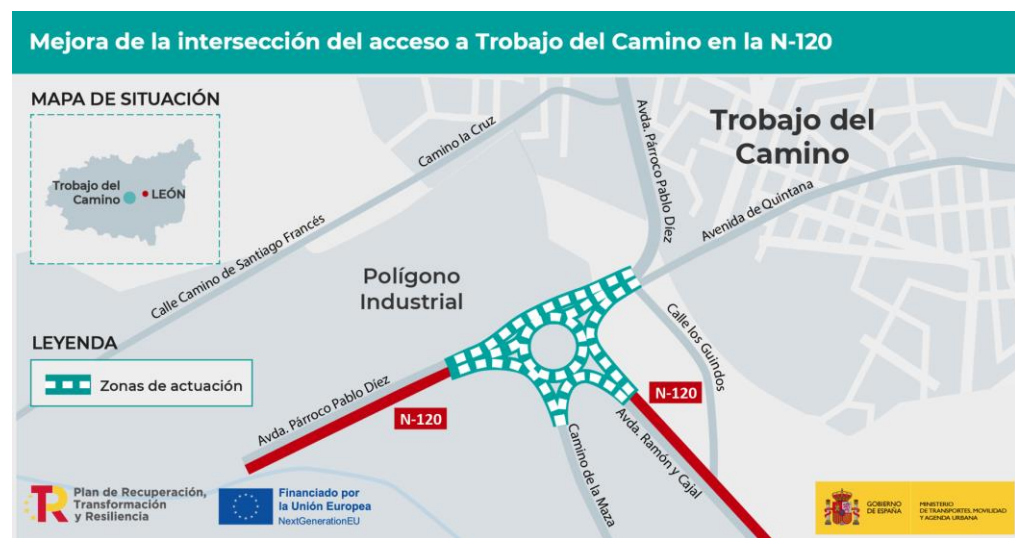 Mejora de la intersección del acceso a Trobajo del Camino en la N-120
MAPA DE SITUACIÓN
Trobajo del
Camino
LEÓN
Camino la Cruz
Avda. Párroco Pablo Díez
Trobajo del
Camino
Avenida de Quintana
Calle Camino de Santiago Francés
Polígono
Industrial
Calle los Guindos
LEYENDA
Zonas de actuación
Avda. Párroco Pablo Díez
N-120
N-120
Camino de la Maza
Avda. Ramón y Cajal
Plan de Recuperación,
Transformación
y Resiliencia
Financiado por
la Unión Europea
NextGenerationEU
GOBIERNO
DE ESPAÑA
MINISTERIO
DE TRANSPORTES, MOVILIDAD
Y AGENDA URBANA